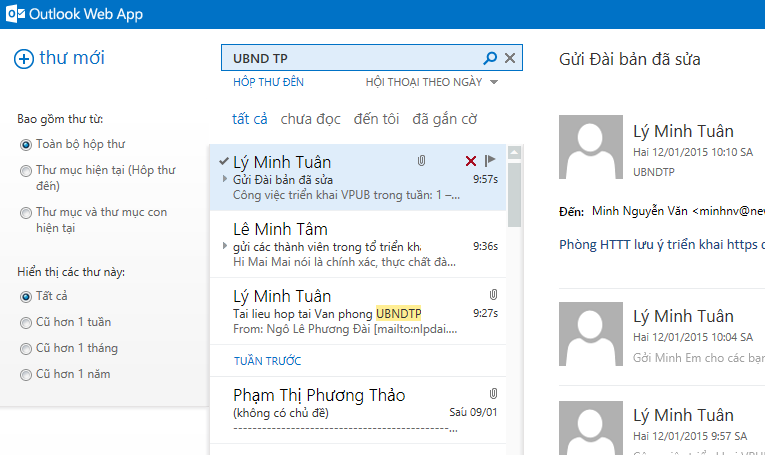 Outlook Web App
thư mới
UBND TP
HỘP THƯ ĐẾN
HỘI THOẠI THEO NGÀY
tất cả chưa đọc đến tôi đã gắn cờ
Bao gồm thư từ:
Toàn bộ hộp thư
Thư mục hiện tại (Hộp thư
đến)
Thư mục và thư mục con
hiện tại
Hiển thị các thư này:
Tất cả
Cũ hơn 1 tuần
Cũ hơn 1 tháng
Cũ hơn 1 năm
Lý Minh Tuân
Gửi Đài bản đã sửa 9:57s
Công việc triển khai VPUB trong tuần: 1 –...
Lê Minh Tâm
gửi các thành viên trong tổ triển kh 9:36s
Hi Mai Mai nói là chính xác, thực chất đà...
Lý Minh Tuân
Tai lieu hop tai Van phong UBNDTP 9:27s
From: Ngô Lê Phương Đài [mailto:nlpdai....
TUẦN TRƯỚC
Phạm Thị Phương Thảo
(không có chủ đề) Sáu 09/01
--------------------------------------------...
Gửi Đài bản đã sửa
Lý Minh Tuân
Hai 12/01/2015 10:10 SA
UBNDTP
Đến: Minh Nguyễn Văn <minhnv@new
Phòng HTTT lưu ý triển khai https c
Lý Minh Tuân
Hai 12/01/2015 10:04 SA
Gởi Minh Em cho các bạ
Lý Minh Tuân
Hai 12/01/2015 9:57 SA